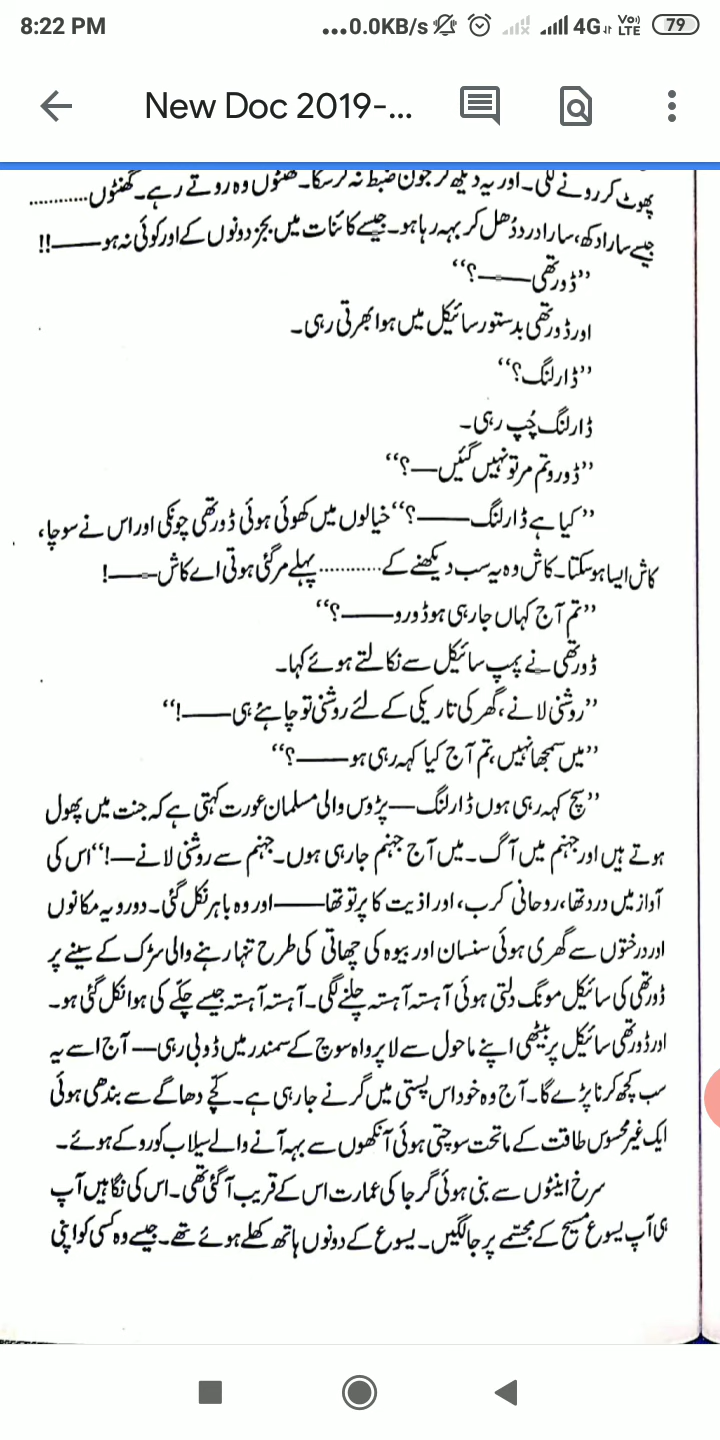 8:22 PM
...0.0KB/s 4G Vo)) LTE 79
New Doc 2019-...
پھوٹ کر رونے لگی۔ اور یہ دیکھ کر جون ضبط نہ کر سکا۔ گھنٹوں وہ روتے رہے۔ گھنٹوں............
جیسے سارا دکھ، سارا درد دُھل کر بہہ رہا ہو۔ جیسے کائنات میں بجز دونوں کے اور کوئی نہ ہو——!!
”ڈورتھی——؟“
اور ڈورتھی بدستور سائیکل میں ہوا بھرتی رہی۔
”ڈارلنگ؟“
ڈارلنگ چُپ رہی۔
”ڈورو تم مر تو نہیں گئیں—؟“
”کیا ہے ڈارلنگ——؟“ خیالوں میں کھوئی ہوئی ڈورتھی چونکی اور اس نے سوچا،
کاش ایسا ہو سکتا۔ کاش وہ یہ سب دیکھنے کے............ پہلے مر گئی ہوتی اے کاش——!
”تم آج کہاں جا رہی ہو ڈورو——؟“
ڈورتھی نے پمپ سائیکل سے نکالتے ہوئے کہا۔
”روشنی لانے، گھر کی تاریکی کے لئے روشنی تو چاہئے ہی——!“
”میں سمجھا نہیں، تم آج کیا کہہ رہی ہو——؟“
”سچ کہہ رہی ہوں ڈارلنگ—پڑوس والی مسلمان عورت کہتی ہے کہ جنت میں پھول
ہوتے ہیں اور جہنم میں آگ۔ میں آج جہنم جا رہی ہوں۔ جہنم سے روشنی لانے—!“ اس کی
آواز میں درد تھا، روحانی کرب، اور اذیت کا پرتو تھا——اور وہ باہر نکل گئی۔ دورویہ مکانوں
اور درختوں سے گھری ہوئی سنسان اور بیوہ کی چھاتی کی طرح تنہا رہنے والی سڑک کے سینے پر
ڈورتھی کی سائیکل مونگ دلتی ہوئی آہستہ آہستہ چلنے لگی۔ آہستہ آہستہ جیسے چکّے کی ہوا نکل گئی ہو۔
اور ڈورتھی سائیکل پر بیٹھی اپنے ماحول سے لا پرواہ سوچ کے سمندر میں ڈوبی رہی— آج اسے یہ
سب کچھ کرنا پڑے گا۔ آج وہ خود اس پستی میں گرنے جا رہی ہے۔ کچّے دھاگے سے بندھی ہوئی
ایک غیر محسوس طاقت کے ماتحت سوچتی ہوئی آنکھوں سے بہہ آنے والے سیلاب کو روکے ہوئے۔
سرخ اینٹوں سے بنی ہوئی گرجا کی عمارت اس کے قریب آ گئی تھی۔ اس کی نگاہیں آپ
ہی آپ یسوع مسیح کے مجسّمے پر جا لگیں۔ یسوع کے دونوں ہاتھ کھلے ہوئے تھے۔ جیسے وہ کسی کو اپنی